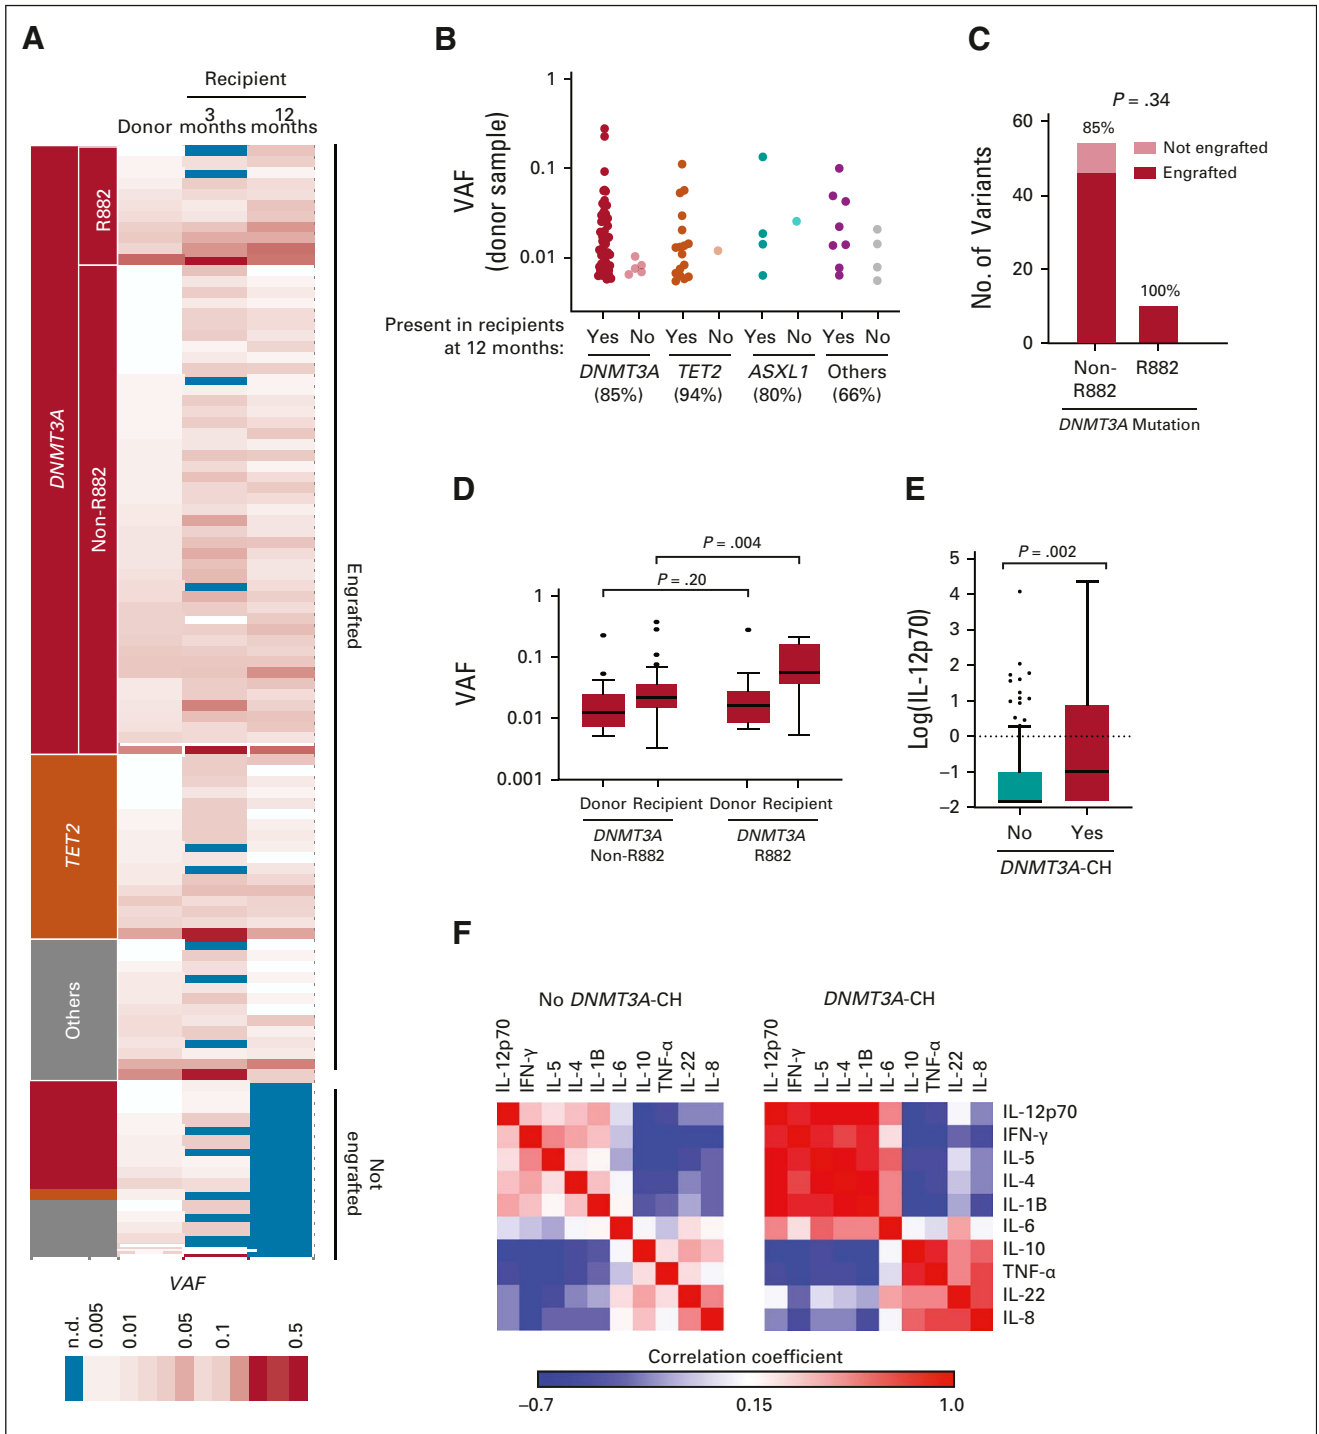 A
Recipient
Donor
3 months
12 months
DNMT3A
R882
Non-R882
TET2
Others
Engrafted
Not engrafted
VAF
n.d.
0.005
0.01
0.05
0.1
0.5
B
VAF
(donor sample)
1
0.1
0.01
Present in recipients
at 12 months:
Yes No Yes No Yes No Yes No
DNMT3A TET2 ASXL1 Others
(85%) (94%) (80%) (66%)
C
P = .34
No. of Variants
60
40
20
0
85%
100%
Not engrafted
Engrafted
Non-
R882
R882
DNMT3A Mutation
D
P = .004
P = .20
VAF
1
0.1
0.01
0.001
Donor Recipient Donor Recipient
DNMT3A
Non-R882
DNMT3A
R882
E
P = .002
Log(IL-12p70)
5
4
3
2
1
0
−1
−2
No Yes
DNMT3A-CH
F
No DNMT3A-CH
IL-12p70
IFN-γ
IL-5
IL-4
IL-1B
IL-6
IL-10
TNF-α
IL-22
IL-8
DNMT3A-CH
IL-12p70
IFN-γ
IL-5
IL-4
IL-1B
IL-6
IL-10
TNF-α
IL-22
IL-8
IL-12p70
IFN-γ
IL-5
IL-4
IL-1B
IL-6
IL-10
TNF-α
IL-22
IL-8
Correlation coefficient
−0.7 0.15 1.0